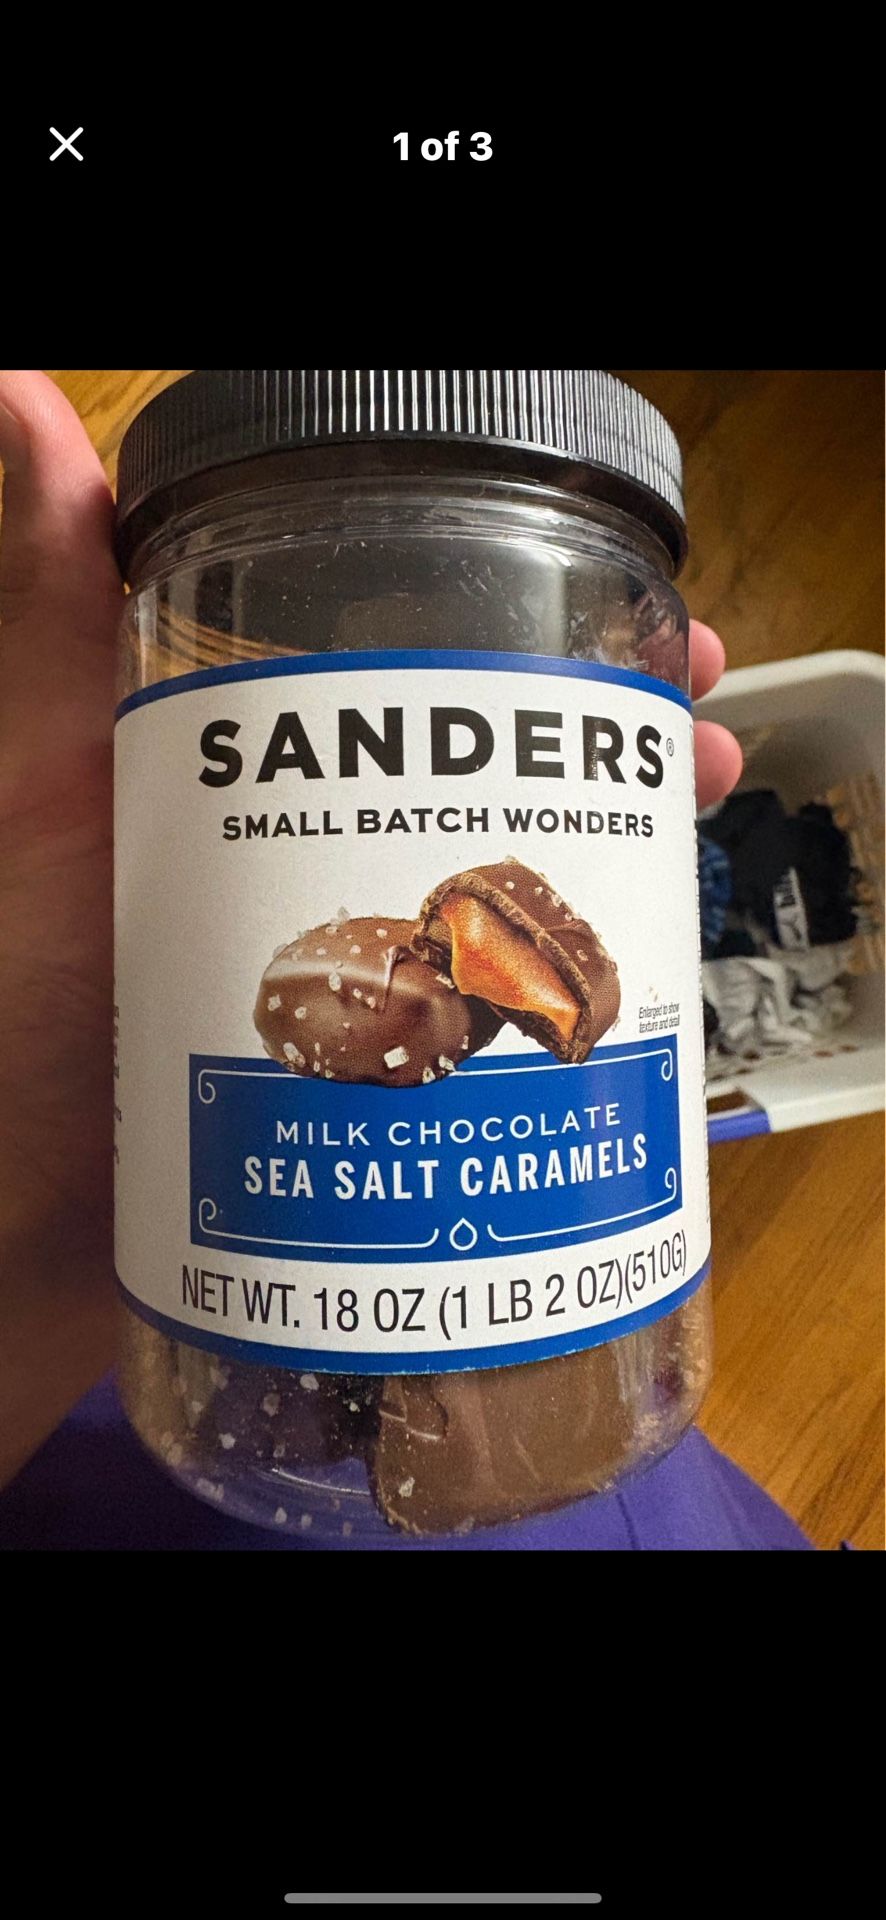 1 of 3
SANDERS®
SMALL BATCH WONDERS
Enlarged to show
texture and detail
MILK CHOCOLATE
SEA SALT CARAMELS
NET WT. 18 OZ (1 LB 2 OZ)(510G)